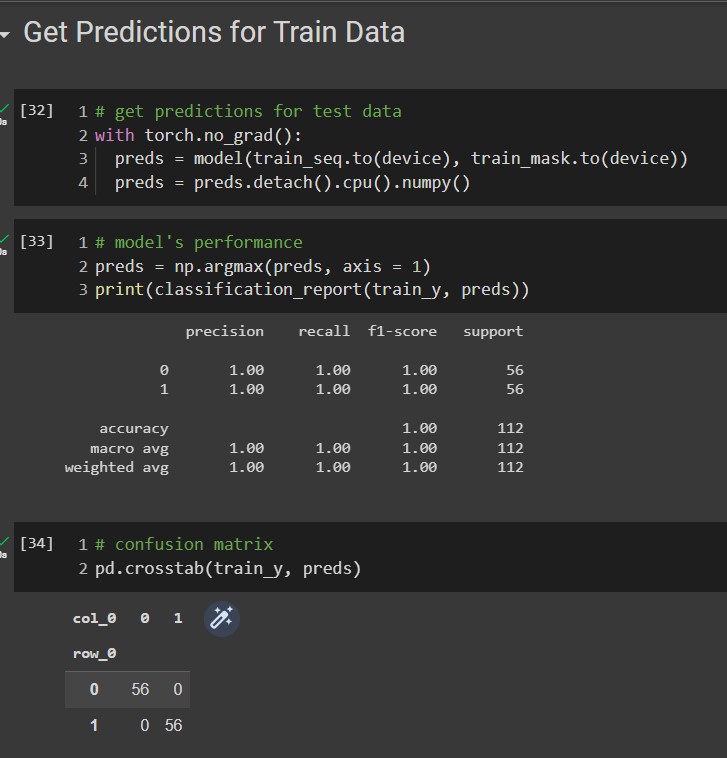 Get Predictions for Train Data
[32] 1 # get predictions for test data
2 with torch.no_grad():
3 preds = model(train_seq.to(device), train_mask.to(device))
4 preds = preds.detach().cpu().numpy()
[33] 1 # model's performance
2 preds = np.argmax(preds, axis = 1)
3 print(classification_report(train_y, preds))
precision recall f1-score support
0 1.00 1.00 1.00 56
1 1.00 1.00 1.00 56
accuracy 1.00 112
macro avg 1.00 1.00 1.00 112
weighted avg 1.00 1.00 1.00 112
[34] 1 # confusion matrix
2 pd.crosstab(train_y, preds)
col_0 0 1
row_0
0 56 0
1 0 56